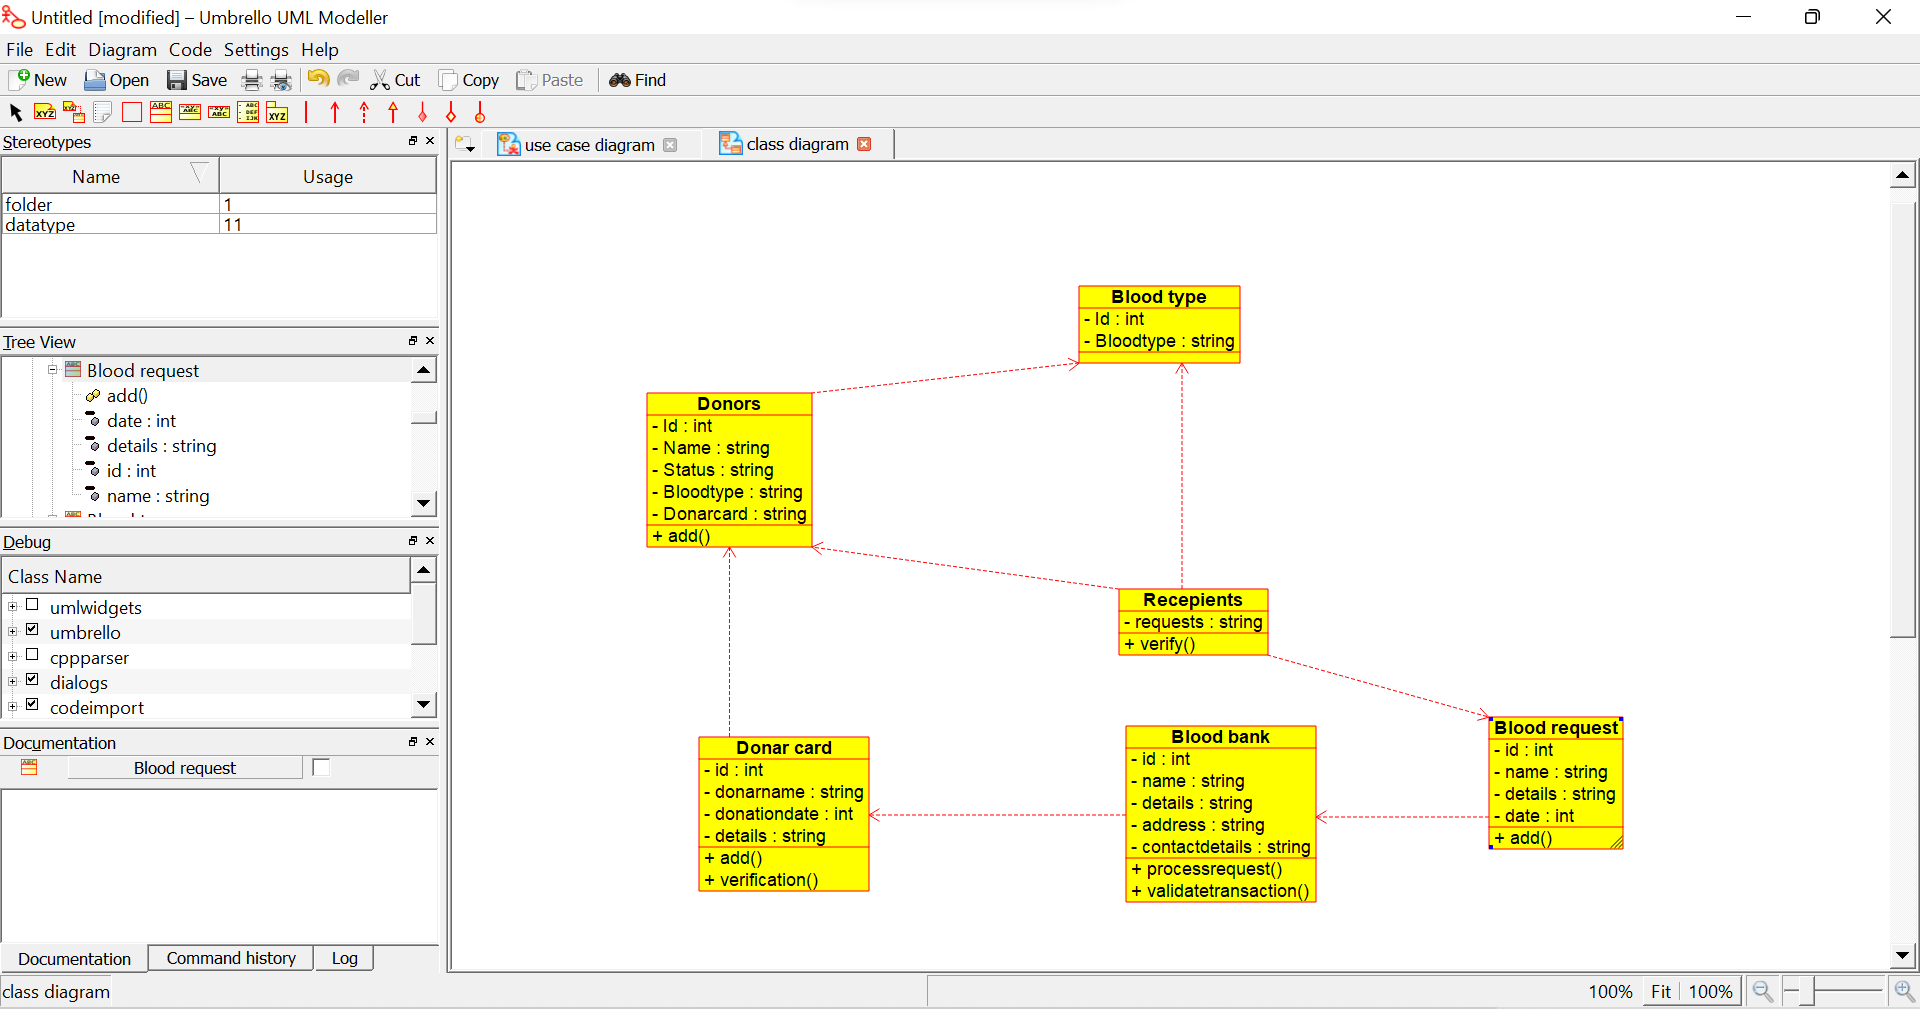 Untitled [modified] – Umbrello UML Modeller
File Edit Diagram Code Settings Help
New Open Save Cut Copy Paste Find
Stereotypes
Name Usage
folder 1
datatype 11
Tree View
Blood request
add()
date : int
details : string
id : int
name : string
Debug
Class Name
umlwidgets
umbrello
cppparser
dialogs
codeimport
Documentation
Blood request
Documentation Command history Log
use case diagram class diagram
Blood type
- Id : int
- Bloodtype : string
Donors
- Id : int
- Name : string
- Status : string
- Bloodtype : string
- Donarcard : string
+ add()
Recepients
- requests : string
+ verify()
Donar card
- id : int
- donarname : string
- donationdate : int
- details : string
+ add()
+ verification()
Blood bank
- id : int
- name : string
- details : string
- address : string
- contactdetails : string
+ processrequest()
+ validatetransaction()
Blood request
- id : int
- name : string
- details : string
- date : int
+ add()
class diagram
100% Fit 100%